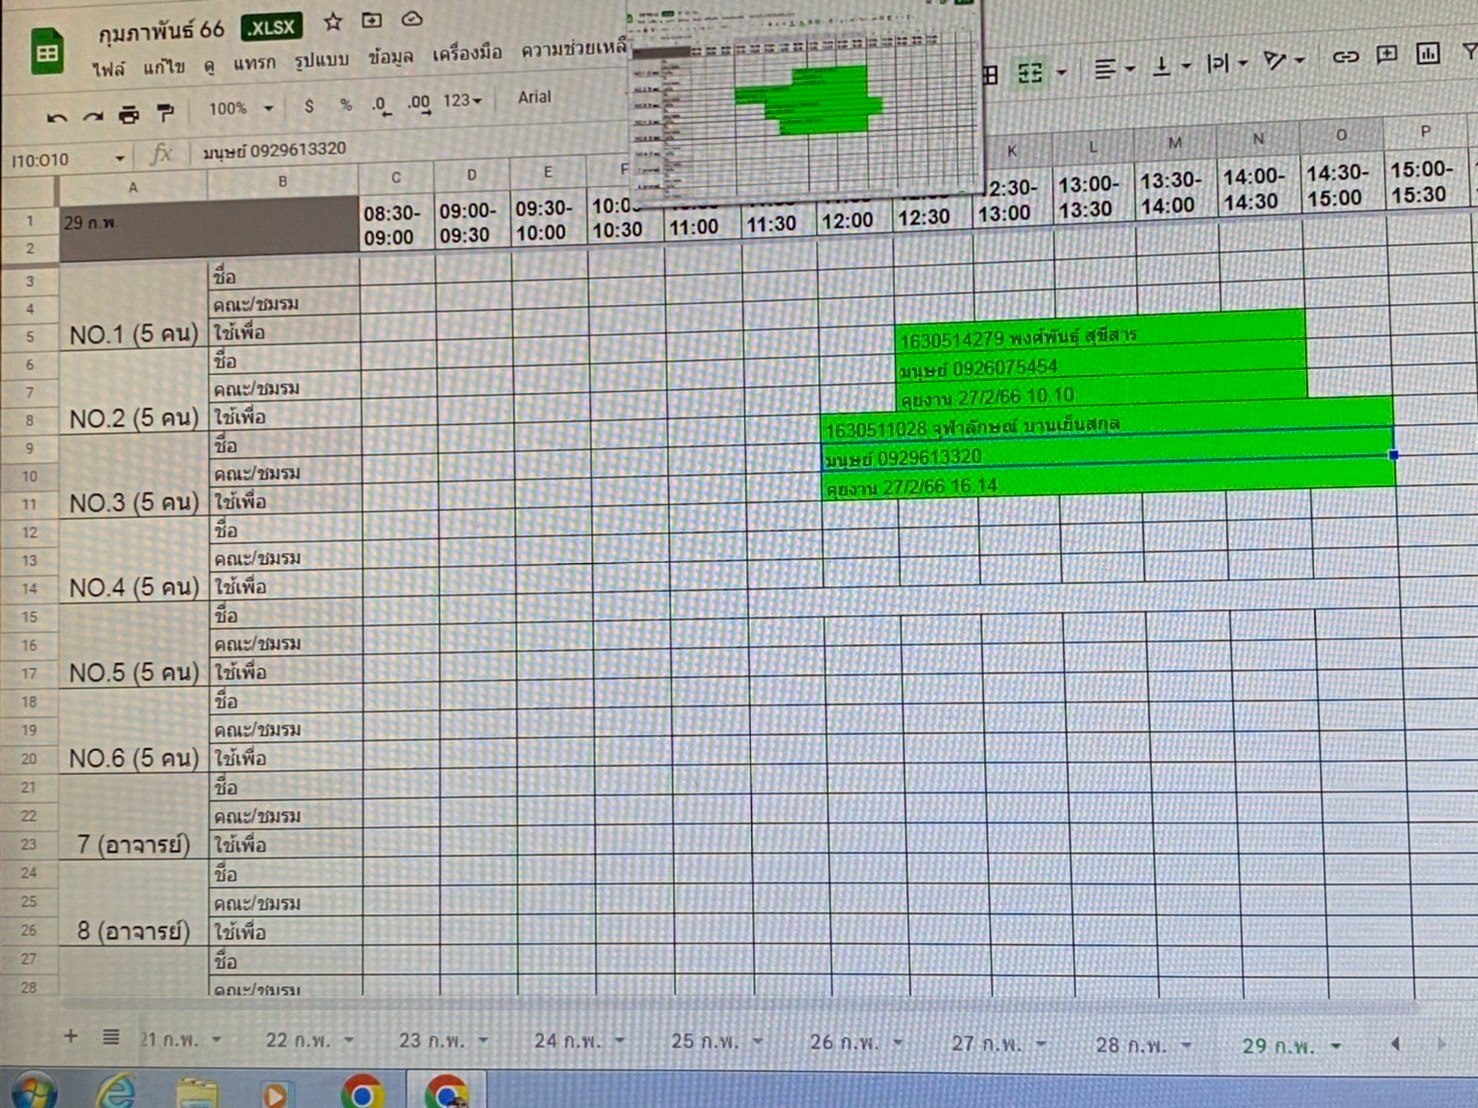 กุมภาพันธ์ 66 .XLSX
ไฟล์ แก้ไข ดู แทรก รูปแบบ ข้อมูล เครื่องมือ ความช่วยเหลื
100% $ % .0 .00 123 Arial
I10:O10 fx มนุษย์ 0929613320
A B C D E F K L M N O P
1 29 ก.พ. 08:30-09:00 09:00-09:30 09:30-10:00 10:00-10:30 11:00 11:30 12:00 12:30 12:30-13:00 13:00-13:30 13:30-14:00 14:00-14:30 14:30-15:00 15:00-15:30
2
3 ชื่อ
4 คณะ/ชมรม
5 NO.1 (5 คน) ใช้เพื่อ
6 ชื่อ 1630514279 พงศ์พันธุ์ สุชีสาร
7 คณะ/ชมรม มนุษย์ 0926075454
8 NO.2 (5 คน) ใช้เพื่อ คุยงาน 27/2/66 10.10
9 ชื่อ 1630511028 จุฬาลักษณ์ บานเย็นสกุล
10 คณะ/ชมรม มนุษย์ 0929613320
11 NO.3 (5 คน) ใช้เพื่อ คุยงาน 27/2/66 16.14
12 ชื่อ
13 คณะ/ชมรม
14 NO.4 (5 คน) ใช้เพื่อ
15 ชื่อ
16 คณะ/ชมรม
17 NO.5 (5 คน) ใช้เพื่อ
18 ชื่อ
19 คณะ/ชมรม
20 NO.6 (5 คน) ใช้เพื่อ
21 ชื่อ
22 คณะ/ชมรม
23 7 (อาจารย์) ใช้เพื่อ
24 ชื่อ
25 คณะ/ชมรม
26 8 (อาจารย์) ใช้เพื่อ
27 ชื่อ
28 คณะ/ชมรม
21 ก.พ. 22 ก.พ. 23 ก.พ. 24 ก.พ. 25 ก.พ. 26 ก.พ. 27 ก.พ. 28 ก.พ. 29 ก.พ.